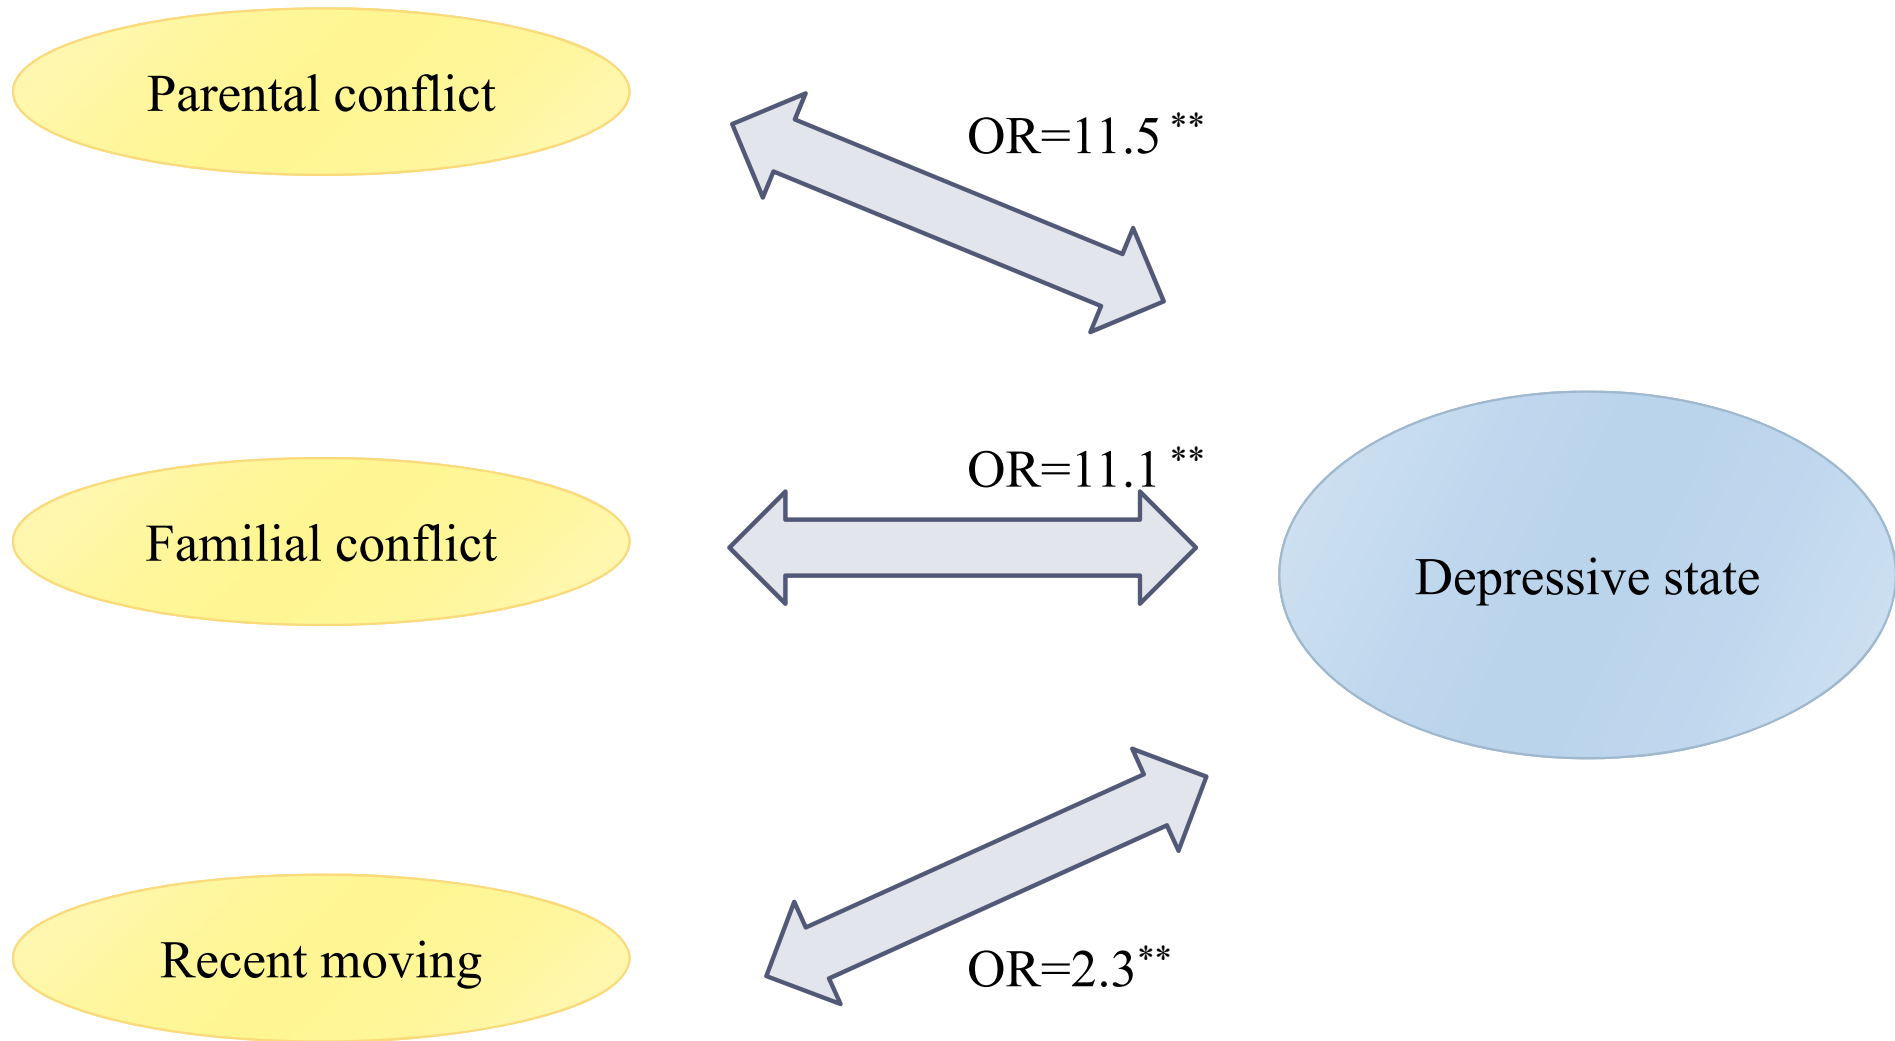 Parental conflict
OR=11.5 **
OR=11.1 **
Familial conflict
Depressive state
Recent moving
OR=2.3**